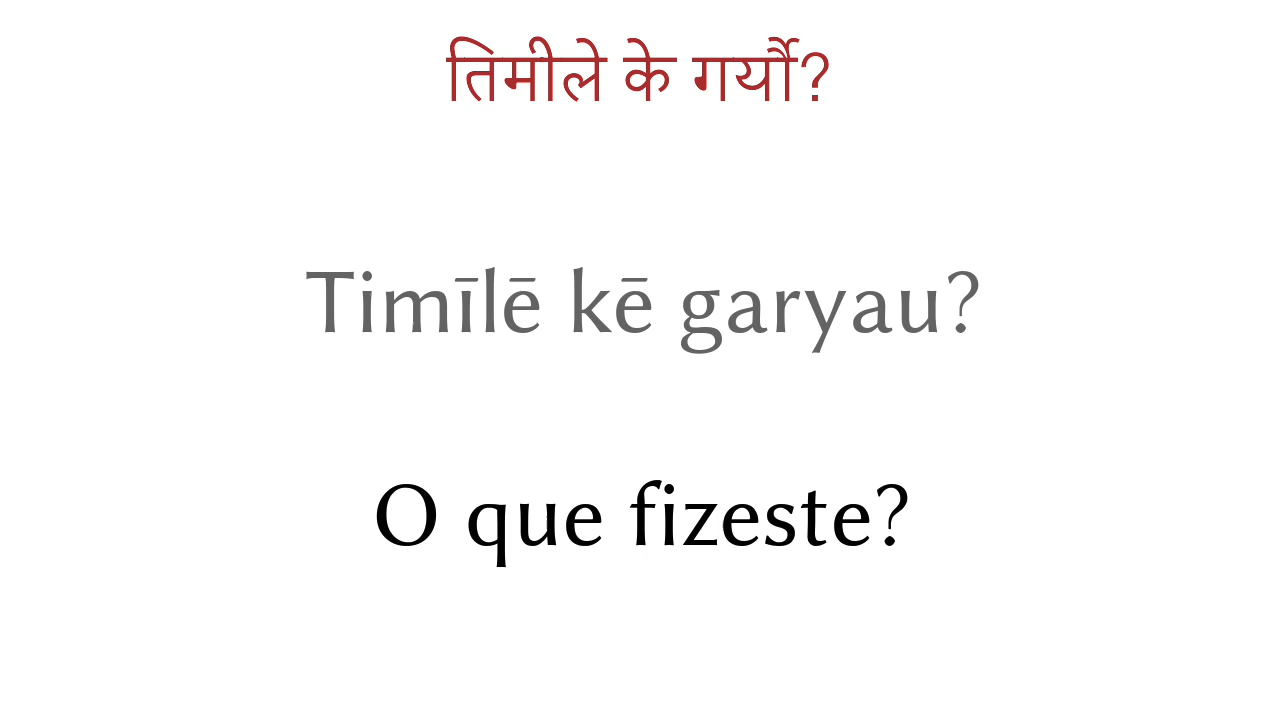 तिमीले के गर्यौ?
Timīlē kē garyau?
O que fizeste?